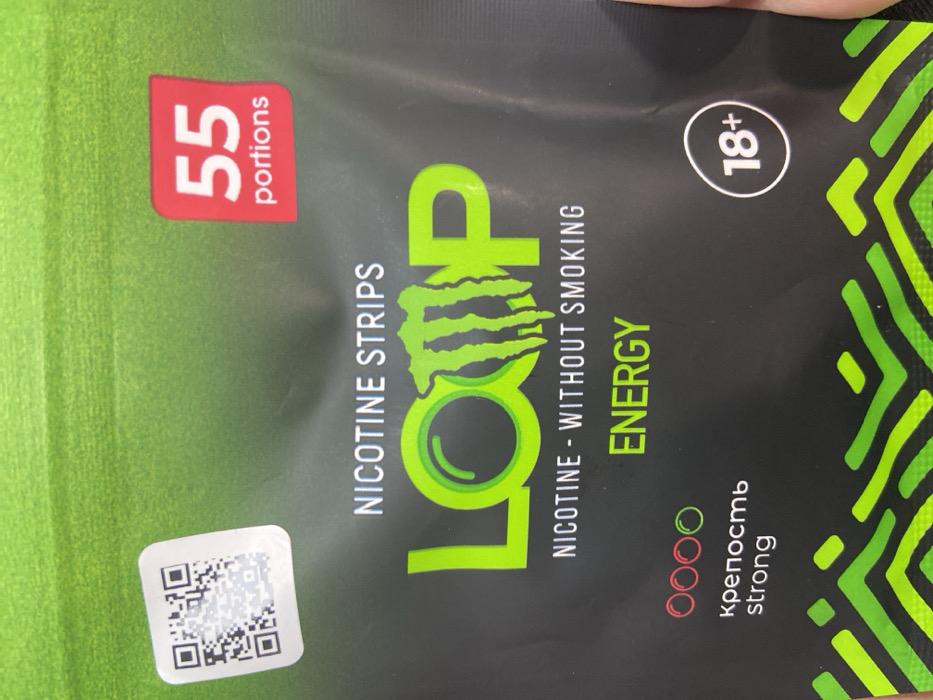 55
portions
NICOTINE STRIPS
LOOP
NICOTINE - WITHOUT SMOKING
ENERGY
18+
крепость
strong